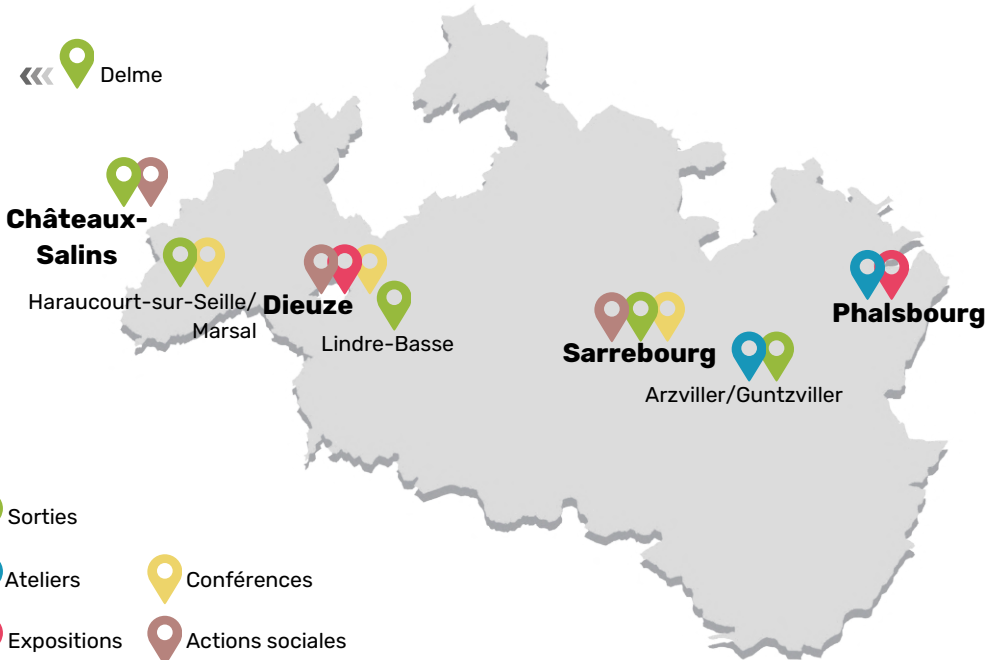 Delme
Châteaux-
Salins
Haraucourt-sur-Seille/
Marsal
Dieuze
Lindre-Basse
Sarrebourg
Phalsbourg
Arzviller/Guntzviller
Sorties
Ateliers
Conférences
Expositions
Actions sociales